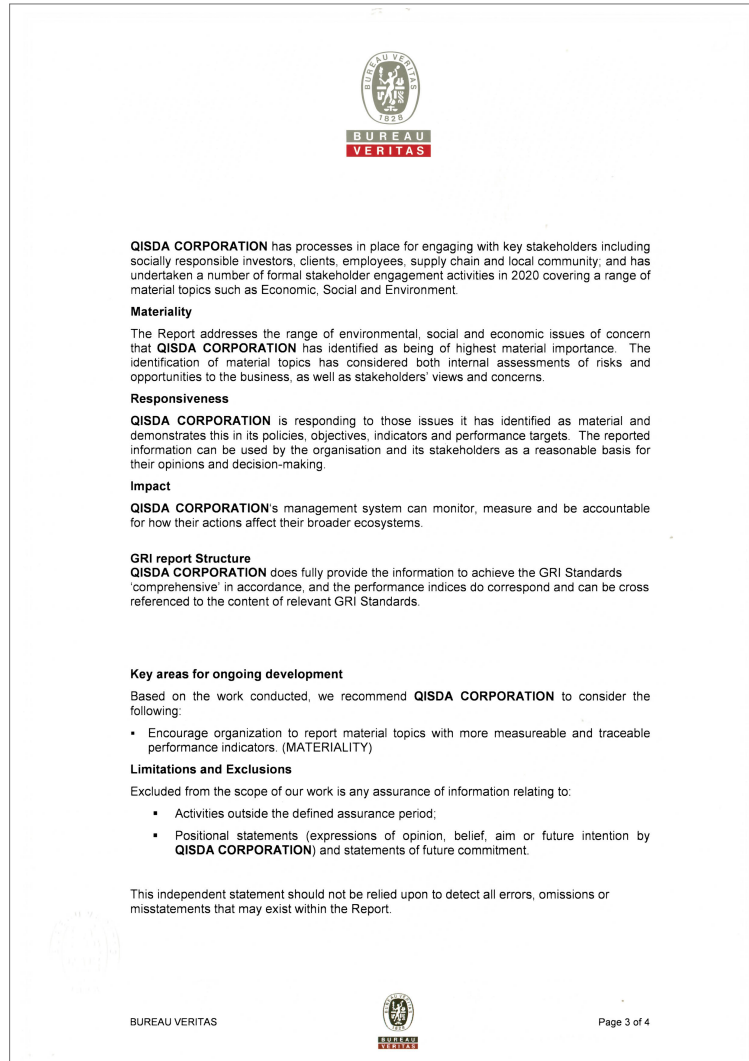 BUREAU VERITAS
1828
BUREAU
VERITAS
QISDA CORPORATION has processes in place for engaging with key stakeholders including
socially responsible investors, clients, employees, supply chain and local community; and has
undertaken a number of formal stakeholder engagement activities in 2020 covering a range of
material topics such as Economic, Social and Environment.
Materiality
The Report addresses the range of environmental, social and economic issues of concern
that QISDA CORPORATION has identified as being of highest material importance. The
identification of material topics has considered both internal assessments of risks and
opportunities to the business, as well as stakeholders' views and concerns.
Responsiveness
QISDA CORPORATION is responding to those issues it has identified as material and
demonstrates this in its policies, objectives, indicators and performance targets. The reported
information can be used by the organisation and its stakeholders as a reasonable basis for
their opinions and decision-making.
Impact
QISDA CORPORATION's management system can monitor, measure and be accountable
for how their actions affect their broader ecosystems.
GRI report Structure
QISDA CORPORATION does fully provide the information to achieve the GRI Standards
'comprehensive' in accordance, and the performance indices do correspond and can be cross
referenced to the content of relevant GRI Standards.
Key areas for ongoing development
Based on the work conducted, we recommend QISDA CORPORATION to consider the
following:
▪ Encourage organization to report material topics with more measureable and traceable
performance indicators. (MATERIALITY)
Limitations and Exclusions
Excluded from the scope of our work is any assurance of information relating to:
▪ Activities outside the defined assurance period;
▪ Positional statements (expressions of opinion, belief, aim or future intention by
QISDA CORPORATION) and statements of future commitment.
This independent statement should not be relied upon to detect all errors, omissions or
misstatements that may exist within the Report.
BUREAU VERITAS
BUREAU VERITAS
1828
BUREAU
VERITAS
Page 3 of 4